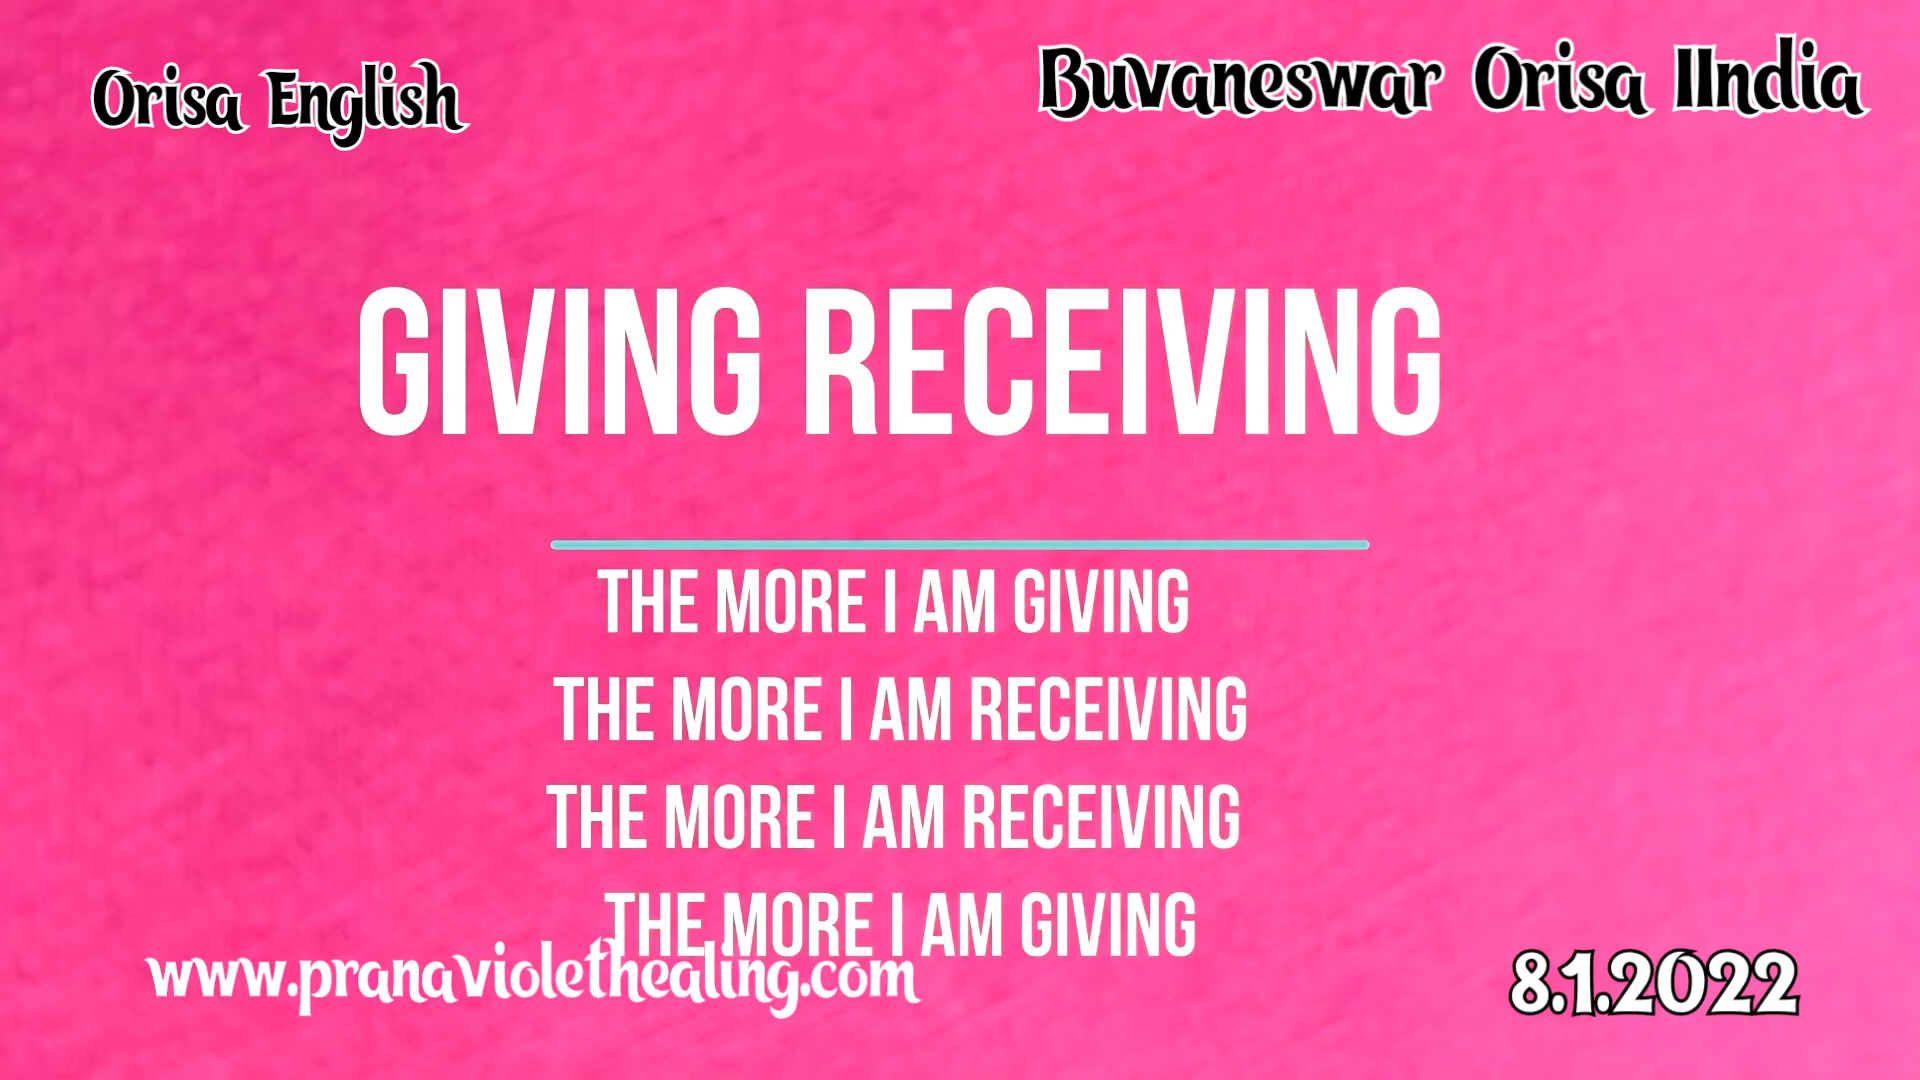 Orisa English
Buvaneswar Orisa IIndia
GIVING RECEIVING
THE MORE I AM GIVING
THE MORE I AM RECEIVING
THE MORE I AM RECEIVING
THE MORE I AM GIVING
www.pranaviolethealing.com
8.1.2022